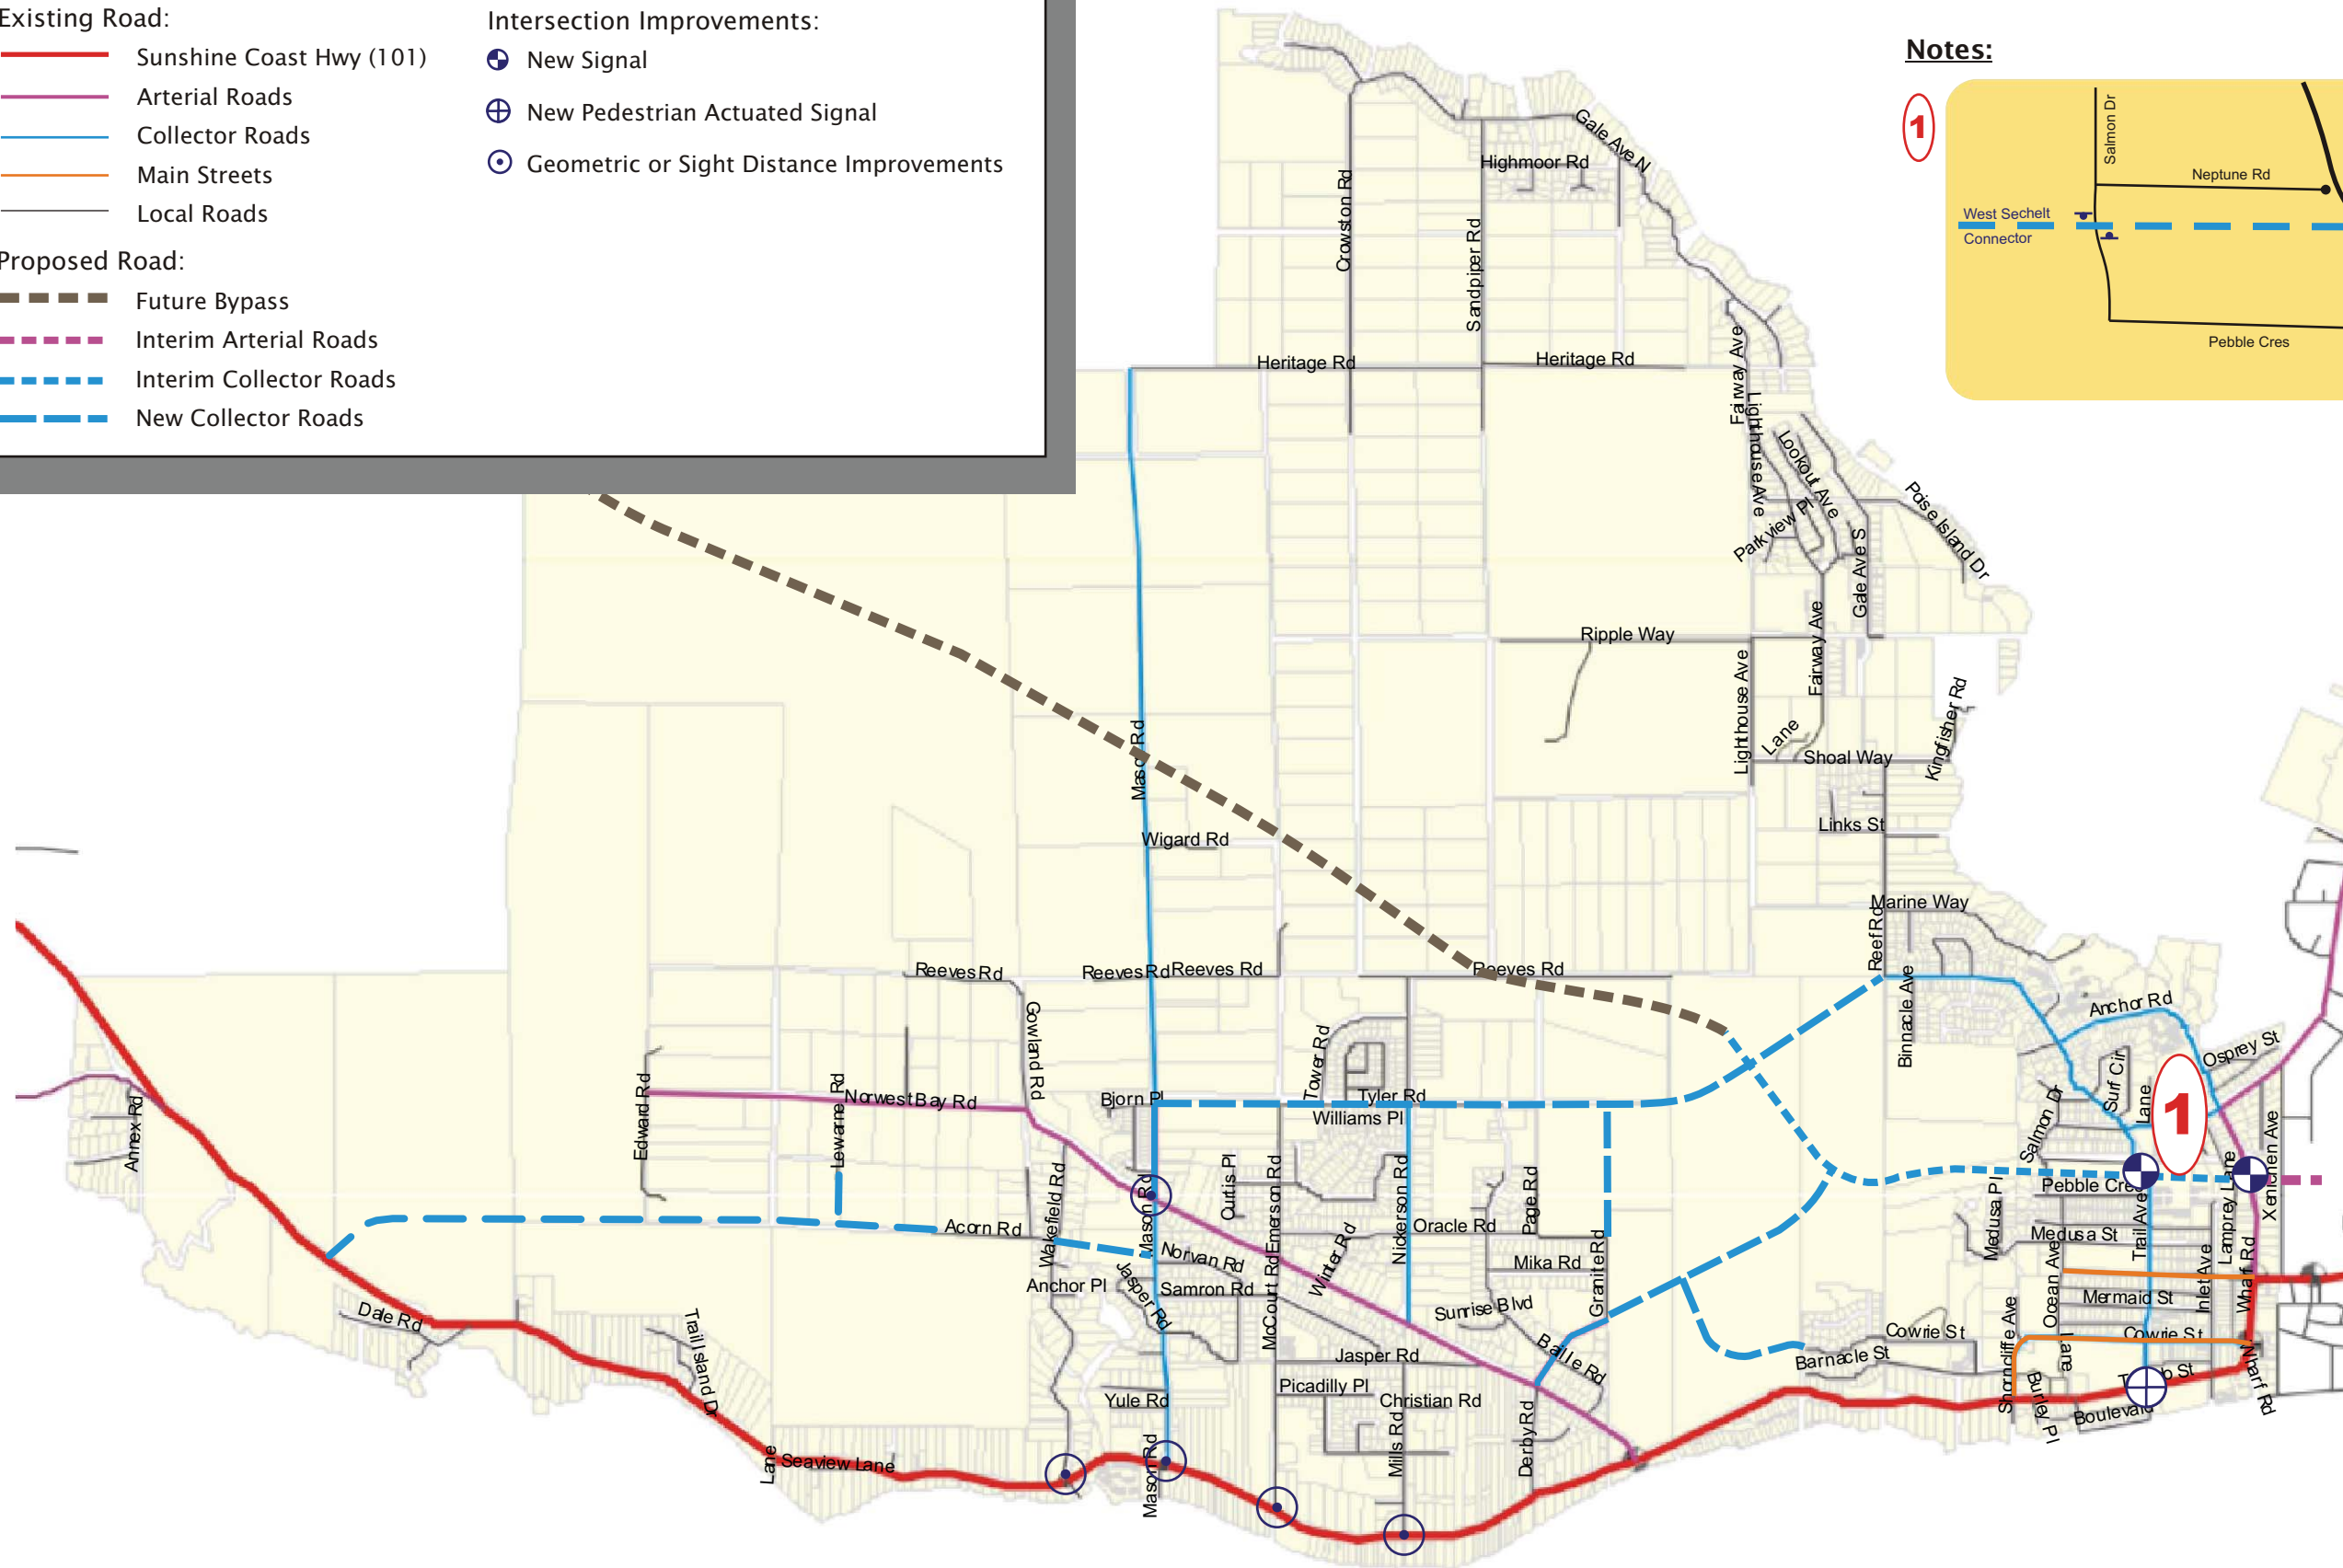 Existing Road:
Sunshine Coast Hwy (101)
Arterial Roads
Collector Roads
Main Streets
Local Roads
Proposed Road:
Future Bypass
Interim Arterial Roads
Interim Collector Roads
New Collector Roads
Intersection Improvements:
New Signal
New Pedestrian Actuated Signal
Geometric or Sight Distance Improvements
Notes:
1
Salmon Dr
Neptune Rd
West Sechelt
Connector
Pebble Cres
Gale Ave N
Highmoor Rd
Crowston Rd
Sandpiper Rd
Heritage Rd
Heritage Rd
Fairway Ave
Lighthouse Ave
Lookout Ave
Parkview Pl
Poise Island Dr
Gale Ave S
Fairway Ave
Ripple Way
Lighthouse Ave
Lane
Shoal Way
Kingfisher Rd
Mason Rd
Links St
Wigard Rd
Marine Way
Reef Rd
Reeves Rd
Reeves Rd
Reeves Rd
Reeves Rd
Binnacle Ave
Anchor Rd
Gowland Rd
Tower Rd
Osprey St
Surf Cir
Lane
Annex Rd
Edward Rd
Lewarne Rd
Norwest Bay Rd
Bjorn Pl
Tyler Rd
Williams Pl
Salmon Dr
1
Xenichen Ave
Wakefield Rd
Mason Rd
Curtis Pl
Emerson Rd
Nickerson Rd
Page Rd
Pebble Cres
Medusa Pl
Lamprey Lane
Acorn Rd
Oracle Rd
Medusa St
Trail Ave
Norvan Rd
Winter Rd
Mika Rd
Granite Rd
Ocean Ave
Inlet Ave
Wharf Rd
Anchor Pl
Jasper Rd
Samron Rd
McCourt Rd
Sunrise Blvd
Mermaid St
Dale Rd
Trail Island Dr
Jasper Rd
Baille Rd
Cowrie St
Cowrie St
Barnacle St
Shorncliffe Ave
Lane
Picadilly Pl
Christian Rd
Yule Rd
Burley Pl
Boulevard
Wharf Rd
Lane
Seaview Lane
Mason Rd
Mills Rd
Derby Rd